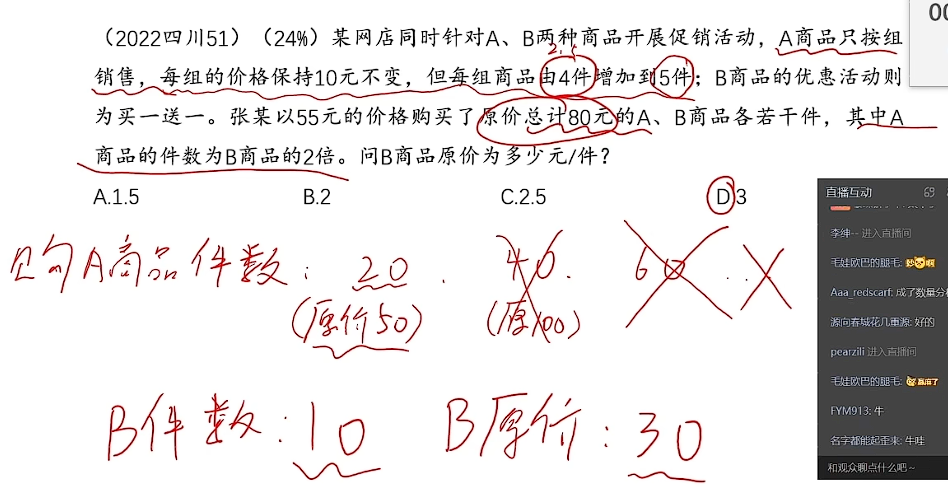 00
（2022四川51）（24%）某网店同时针对A、B两种商品开展促销活动，A商品只按组
销售，每组的价格保持10元不变，但每组商品由4件增加到5件；B商品的优惠活动则
为买一送一。张某以55元的价格购买了原价总计80元的A、B商品各若干件，其中A
商品的件数为B商品的2倍。问B商品原价为多少元/件？
A.1.5 B.2 C.2.5 D.3
购A商品件数：20 . 40. 60 . .
（原价50） （原100）
B件数：10 B原价：30
直播互动 69
李绅-- 进入直播间
毛娃欧巴的腿毛:
Aaa_redscarf: 成了数量分析
源向春城花几重源: 好的
pearzili 进入直播间
毛娃欧巴的腿毛:
FYM913: 牛
名字都能起歪来: 牛哇
和观众聊点什么吧~